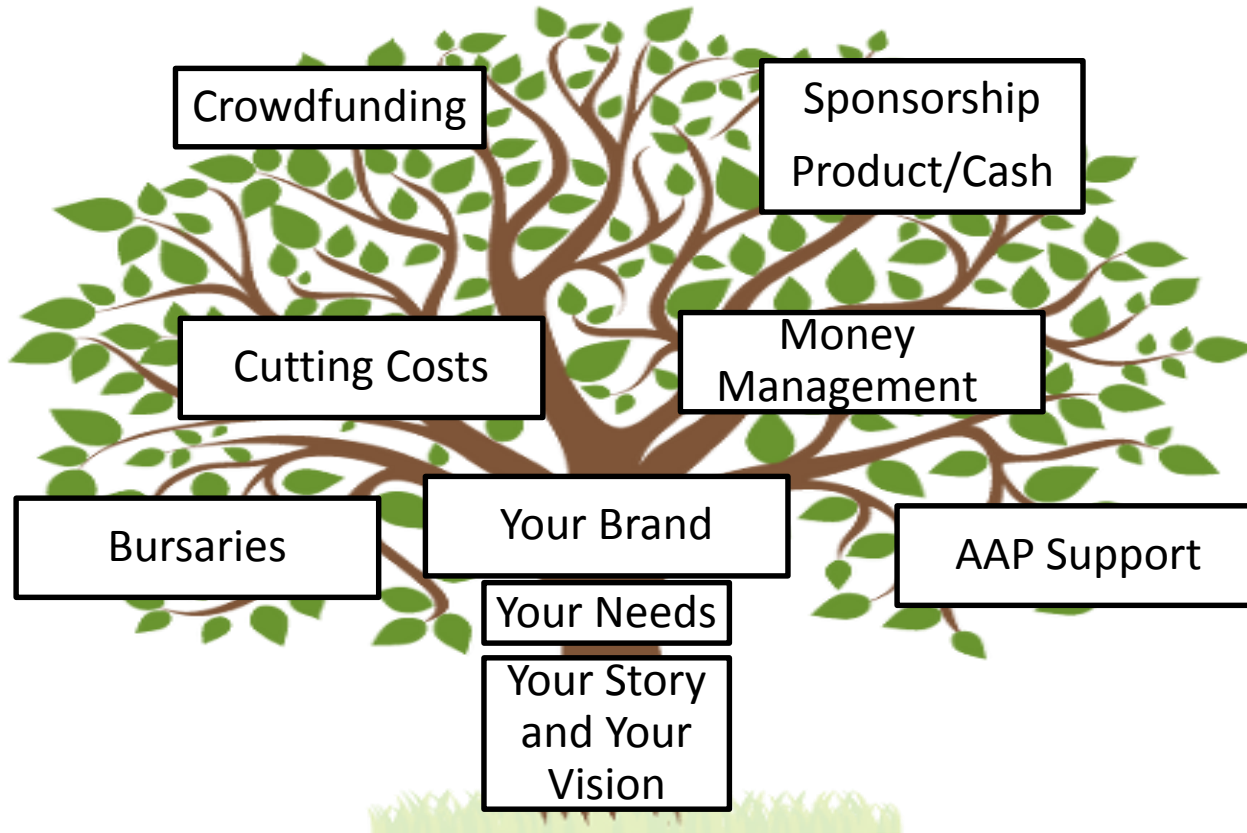 Crowdfunding
Sponsorship
Product/Cash
Cutting Costs
Money
Management
Bursaries
Your Brand
AAP Support
Your Needs
Your Story
and Your
Vision